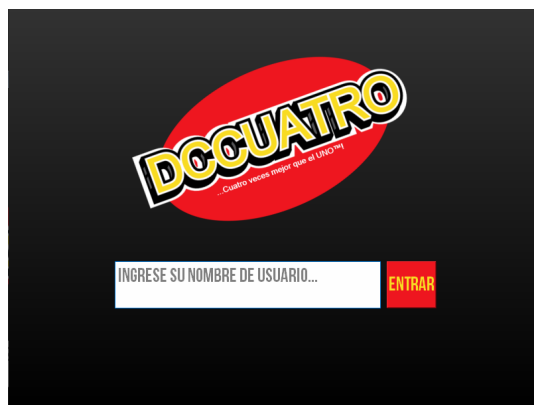 DCCUATRO
...Cuatro veces mejor que el UNO™!
INGRESE SU NOMBRE DE USUARIO...
ENTRAR